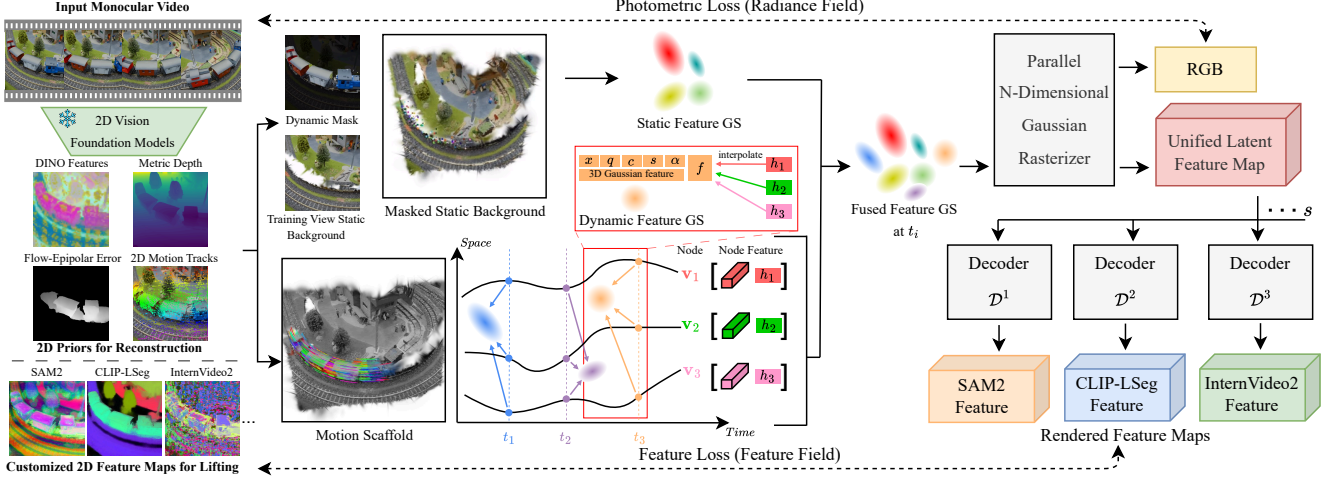 Input Monocular Video
2D Vision
Foundation Models
DINO Features
Metric Depth
Flow-Epipolar Error
2D Motion Tracks
2D Priors for Reconstruction
SAM2
CLIP-LSeg
InternVideo2
...
Customized 2D Feature Maps for Lifting
Photometric Loss (Radiance Field)
Dynamic Mask
Training View Static
Background
Masked Static Background
Static Feature GS
x q c s α f
3D Gaussian feature
interpolate
h₁
h₂
h₃
Dynamic Feature GS
Motion Scaffold
Space
Time
t₁
t₂
t₃
Node
Node Feature
v₁ [ h₁ ]
v₂ [ h₂ ]
v₃ [ h₃ ]
Fused Feature GS
at tᵢ
Parallel
N-Dimensional
Gaussian
Rasterizer
RGB
Unified Latent
Feature Map
... s
Decoder
𝒟¹
Decoder
𝒟²
Decoder
𝒟³
SAM2
Feature
CLIP-LSeg
Feature
InternVideo2
Feature
Rendered Feature Maps
Feature Loss (Feature Field)